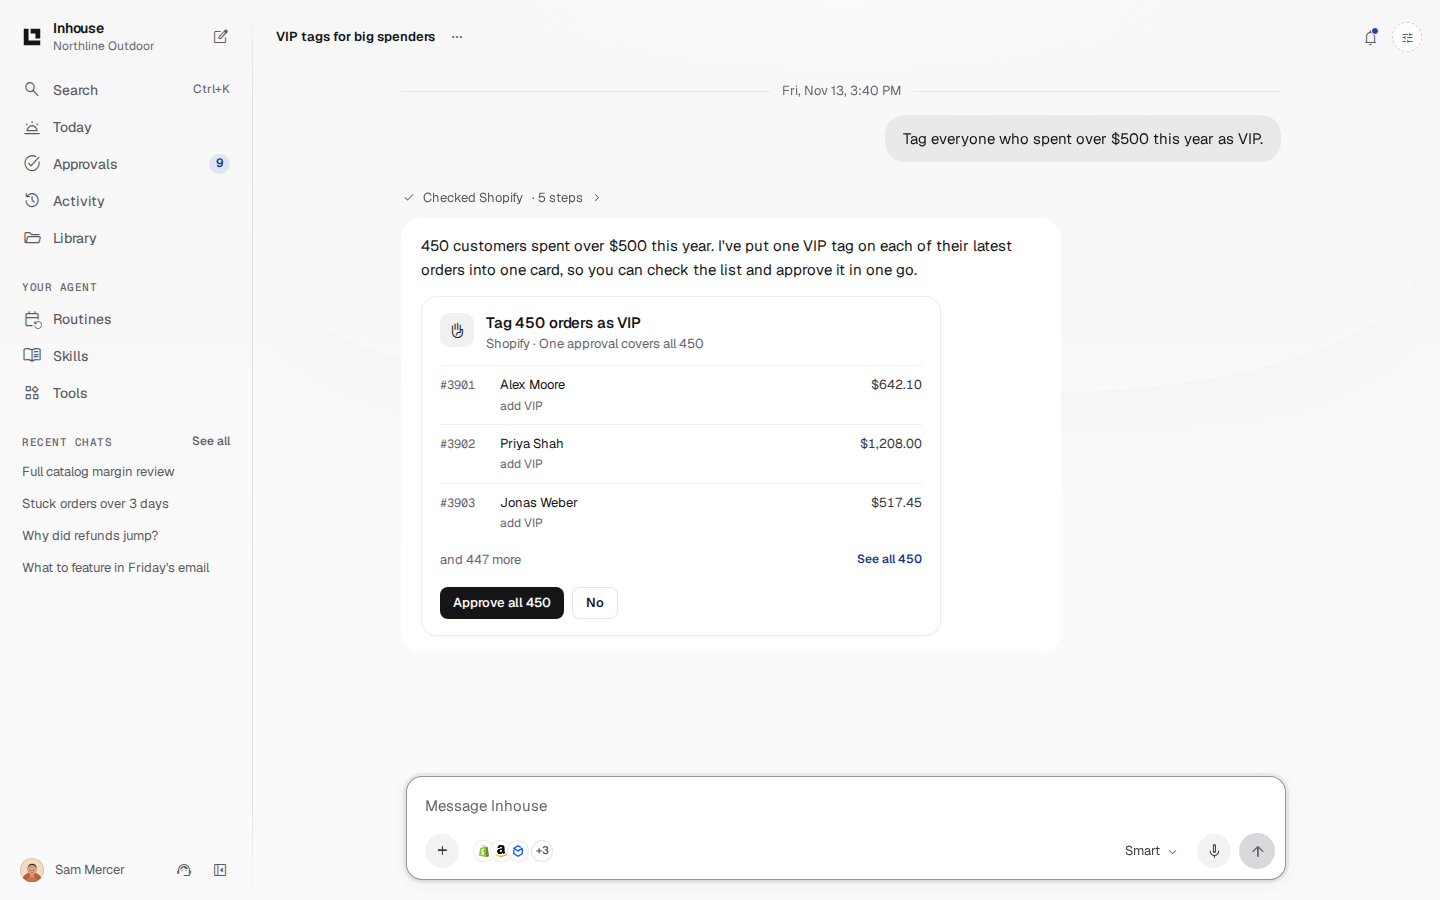 Inhouse
Northline Outdoor
Search Ctrl+K
Today
Approvals 9
Activity
Library
YOUR AGENT
Routines
Skills
Tools
RECENT CHATS See all
Full catalog margin review
Stuck orders over 3 days
Why did refunds jump?
What to feature in Friday's email
Sam Mercer
VIP tags for big spenders
Fri, Nov 13, 3:40 PM
Tag everyone who spent over $500 this year as VIP.
Checked Shopify · 5 steps
450 customers spent over $500 this year. I've put one VIP tag on each of their latest
orders into one card, so you can check the list and approve it in one go.
Tag 450 orders as VIP
Shopify · One approval covers all 450
#3901 Alex Moore $642.10
add VIP
#3902 Priya Shah $1,208.00
add VIP
#3903 Jonas Weber $517.45
add VIP
and 447 more See all 450
Approve all 450 No
Message Inhouse
+3 Smart